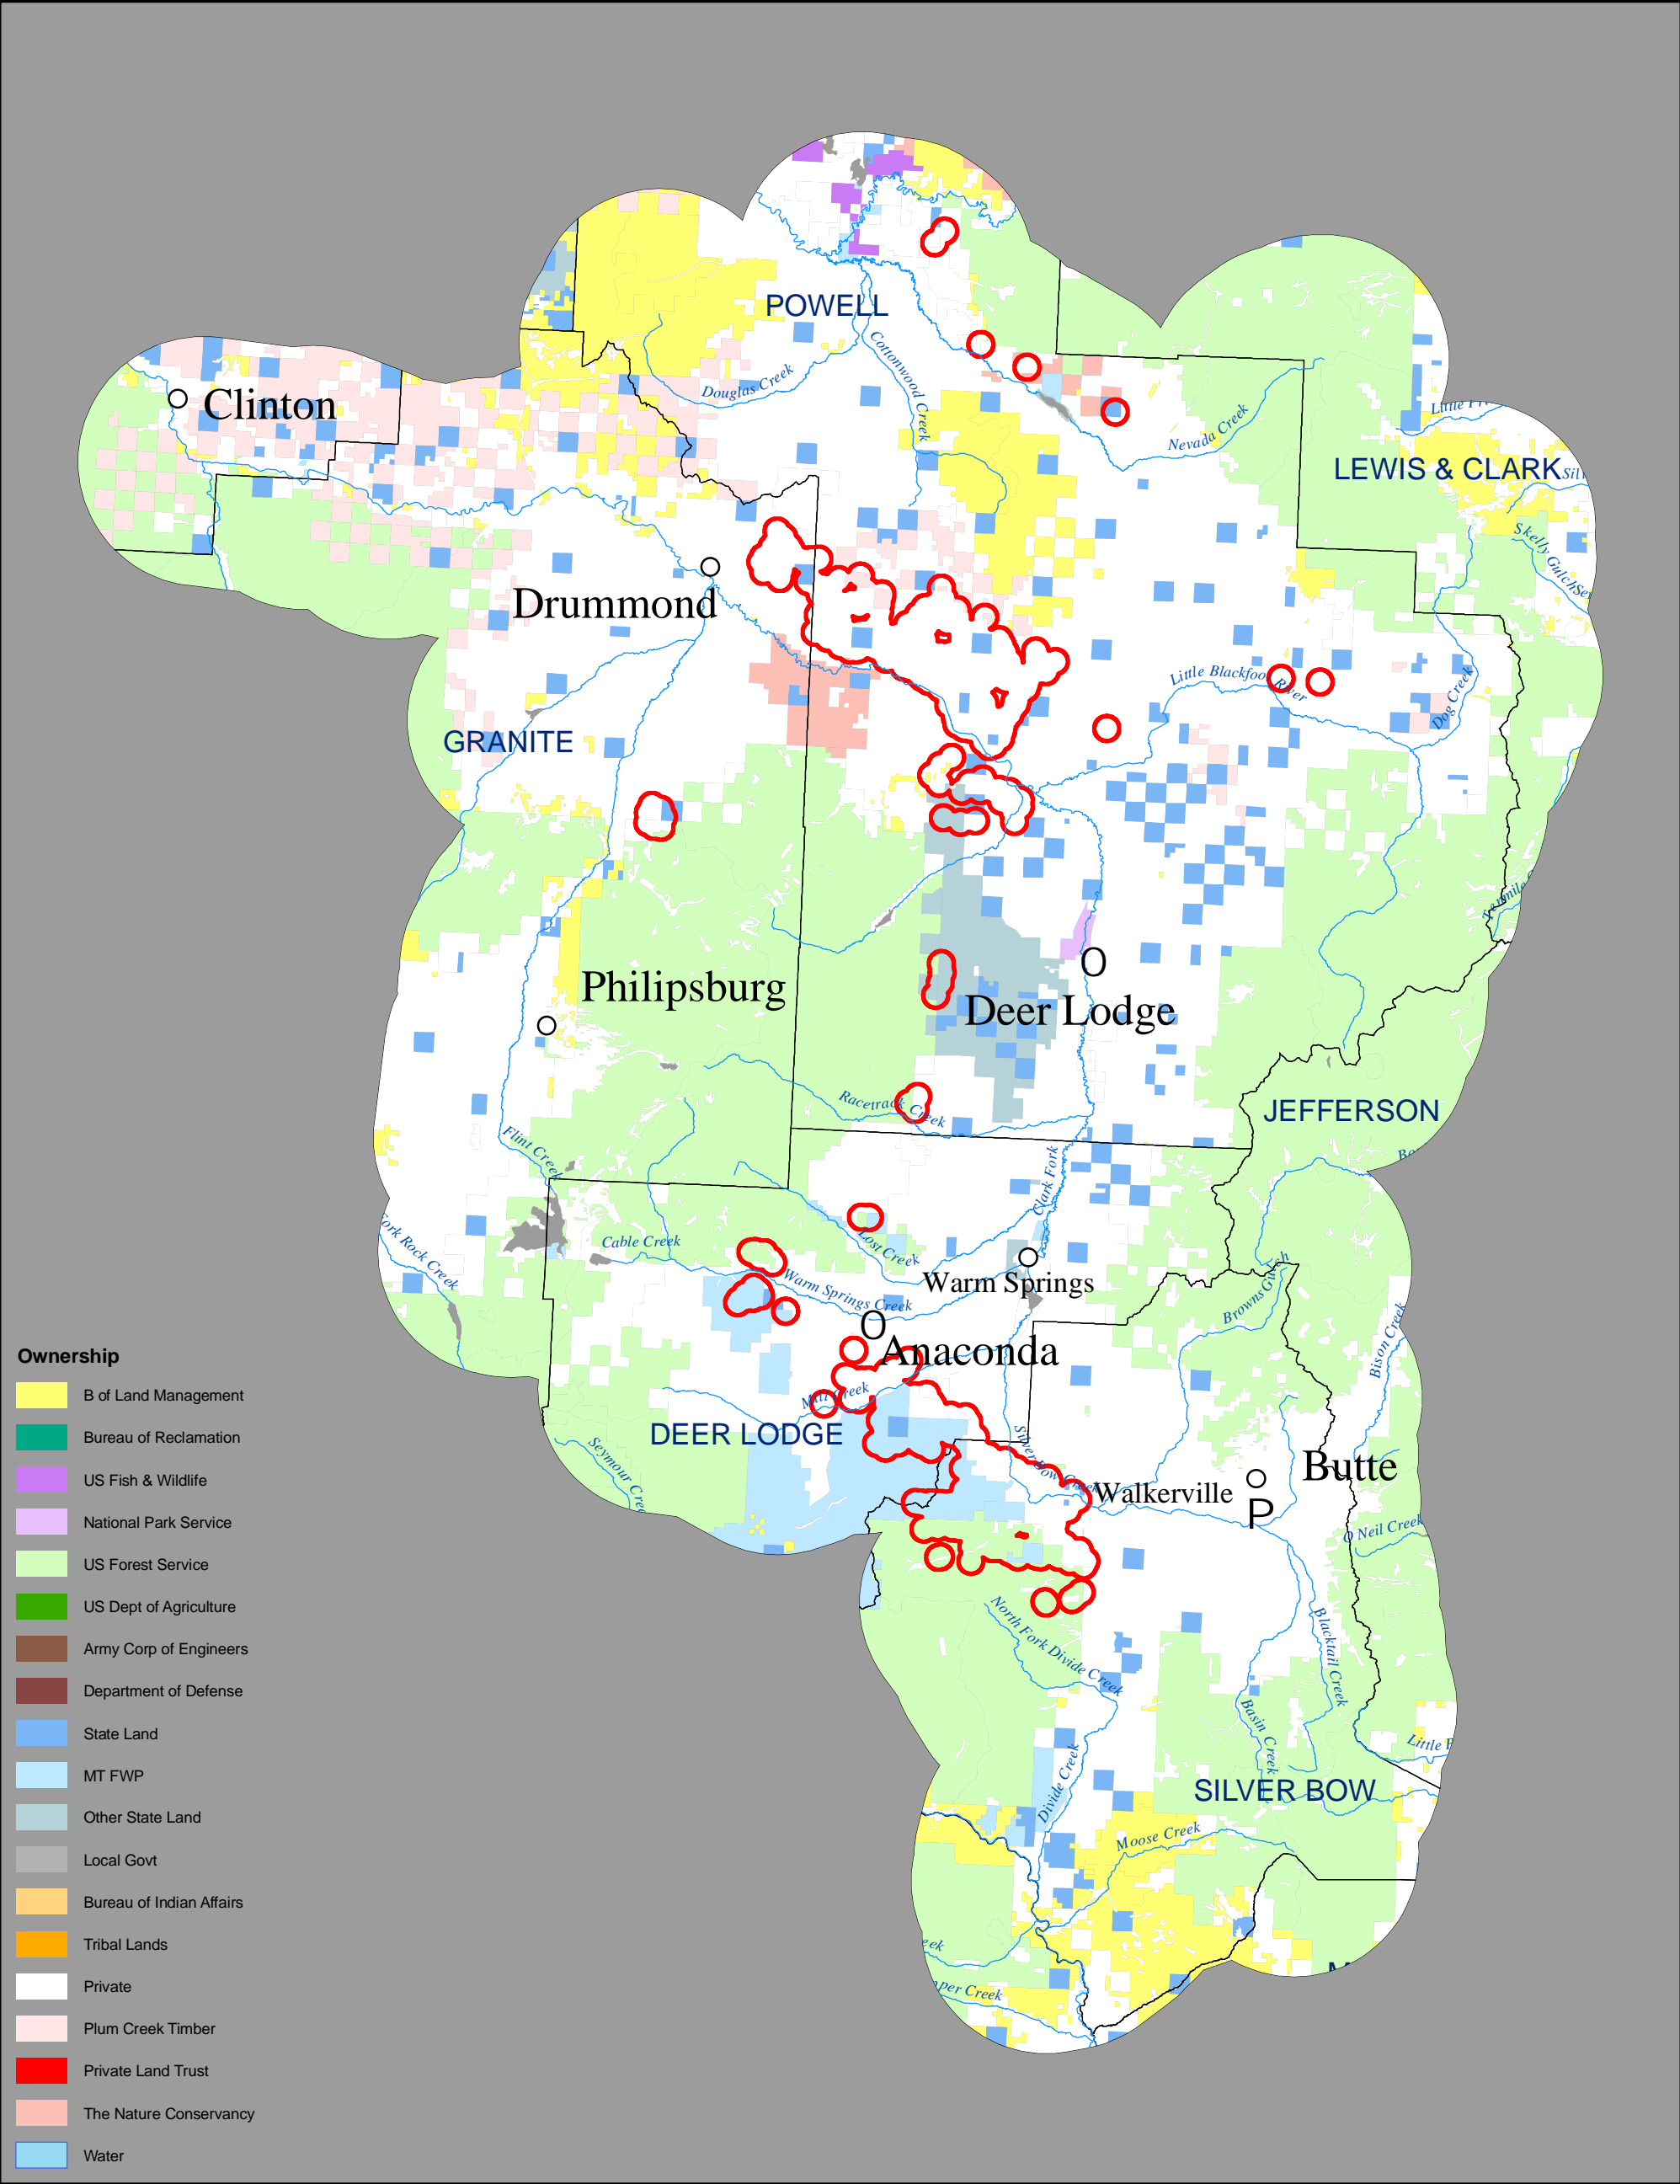 POWELL
Douglas Creek
Cottonwood Creek
Clinton
Nevada Creek
LEWIS & CLARK
Skelly Gulch
Drummond
Little Blackfoot River
Dog Creek
GRANITE
Philipsburg
O
Deer Lodge
Racetrack Creek
JEFFERSON
Flint Creek
Clark Fork
Cable Creek
Lost Creek
Warm Springs
Warm Springs Creek
Browns Gulch
Bison Creek
O
Anaconda
Mill Creek
DEER LODGE
Silver Bow Creek
Seymour Cree
Butte
Walkerville
P
O Neil Creek
North Fork Divide Creek
Blacktail Creek
Basin Creek
Divide Creek
SILVER BOW
Moose Creek
Ownership
B of Land Management
Bureau of Reclamation
US Fish & Wildlife
National Park Service
US Forest Service
US Dept of Agriculture
Army Corp of Engineers
Department of Defense
State Land
MT FWP
Other State Land
Local Govt
Bureau of Indian Affairs
Tribal Lands
Private
Plum Creek Timber
Private Land Trust
The Nature Conservancy
Water